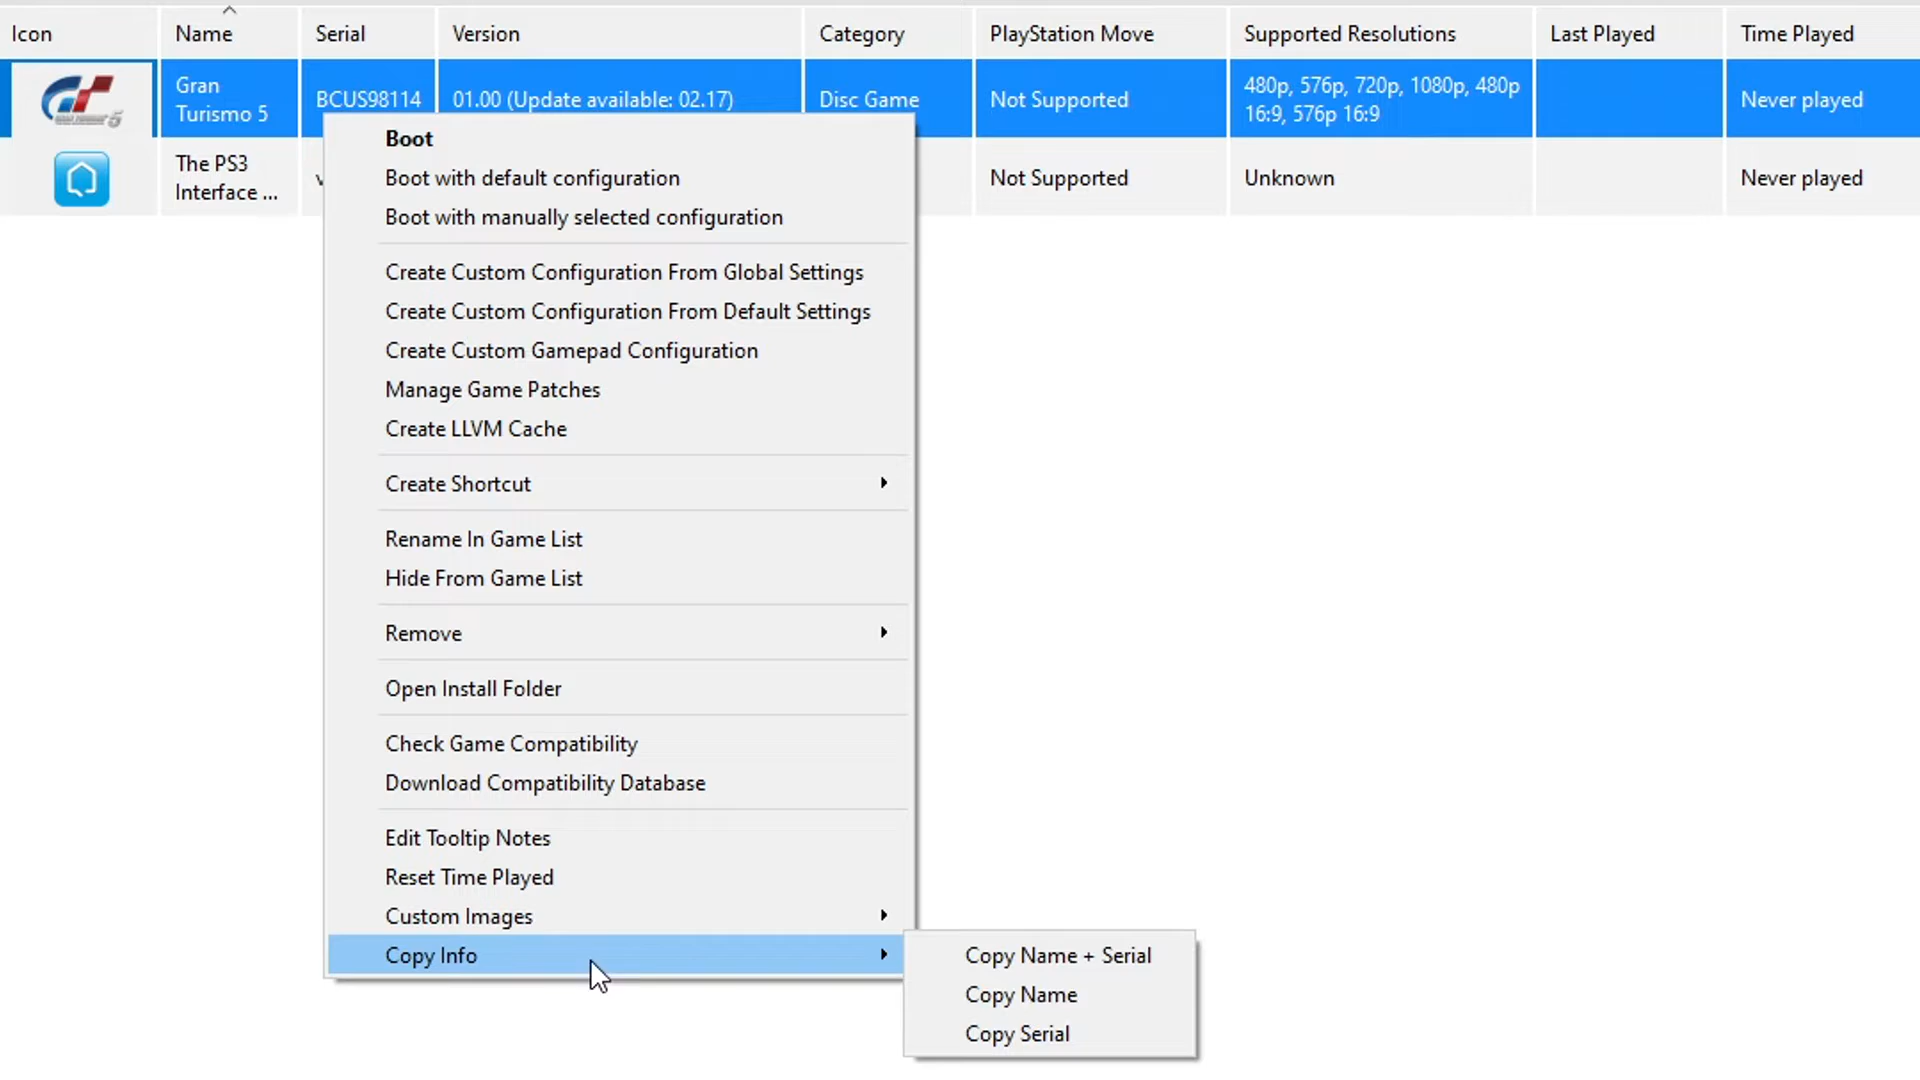 Icon
Name
Serial
Version
Category
PlayStation Move
Supported Resolutions
Last Played
Time Played
Gran
Turismo 5
BCUS98114
01.00 (Update available: 02.17)
Disc Game
Not Supported
480p, 576p, 720p, 1080p, 480p
16:9, 576p 16:9
Never played
The PS3
Interface ...
Not Supported
Unknown
Never played
Boot
Boot with default configuration
Boot with manually selected configuration
Create Custom Configuration From Global Settings
Create Custom Configuration From Default Settings
Create Custom Gamepad Configuration
Manage Game Patches
Create LLVM Cache
Create Shortcut
Rename In Game List
Hide From Game List
Remove
Open Install Folder
Check Game Compatibility
Download Compatibility Database
Edit Tooltip Notes
Reset Time Played
Custom Images
Copy Info
Copy Name + Serial
Copy Name
Copy Serial